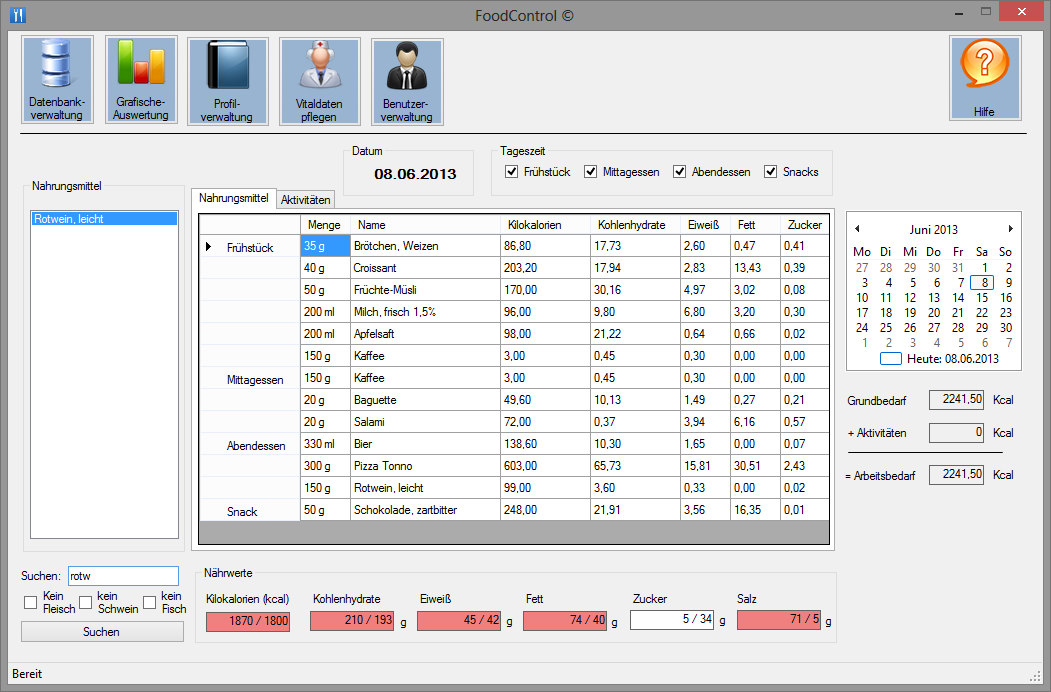 FoodControl ©
Datenbank-
verwaltung
Grafische-
Auswertung
Profil-
verwaltung
Vitaldaten
pflegen
Benutzer-
verwaltung
Hilfe
Datum
08.06.2013
Tageszeit
Frühstück Mittagessen Abendessen Snacks
Nahrungsmittel
Rotwein, leicht
Nahrungsmittel Aktivitäten
Menge Name Kilokalorien Kohlenhydrate Eiweiß Fett Zucker
Frühstück 35 g Brötchen, Weizen 86,80 17,73 2,60 0,47 0,41
40 g Croissant 203,20 17,94 2,83 13,43 0,39
50 g Früchte-Müsli 170,00 30,16 4,97 3,02 0,08
200 ml Milch, frisch 1,5% 96,00 9,80 6,80 3,20 0,30
200 ml Apfelsaft 98,00 21,22 0,64 0,66 0,02
150 g Kaffee 3,00 0,45 0,30 0,00 0,00
Mittagessen 150 g Kaffee 3,00 0,45 0,30 0,00 0,00
20 g Baguette 49,60 10,13 1,49 0,27 0,21
20 g Salami 72,00 0,37 3,94 6,16 0,57
Abendessen 330 ml Bier 138,60 10,30 1,65 0,00 0,07
300 g Pizza Tonno 603,00 65,73 15,81 30,51 2,43
150 g Rotwein, leicht 99,00 3,60 0,33 0,00 0,02
Snack 50 g Schokolade, zartbitter 248,00 21,91 3,56 16,35 0,01
Juni 2013
Mo Di Mi Do Fr Sa So
27 28 29 30 31 1 2
3 4 5 6 7 8 9
10 11 12 13 14 15 16
17 18 19 20 21 22 23
24 25 26 27 28 29 30
1 2 3 4 5 6 7
Heute: 08.06.2013
Grundbedarf 2241,50 Kcal
+ Aktivitäten 0 Kcal
= Arbeitsbedarf 2241,50 Kcal
Suchen: rotw
Kein
Fleisch
kein
Schwein
kein
Fisch
Suchen
Nährwerte
Kilokalorien (kcal) Kohlenhydrate Eiweiß Fett Zucker Salz
1870 / 1800 210 / 193 g 45 / 42 g 74 / 40 g 5 / 34 g 71 / 5 g
Bereit